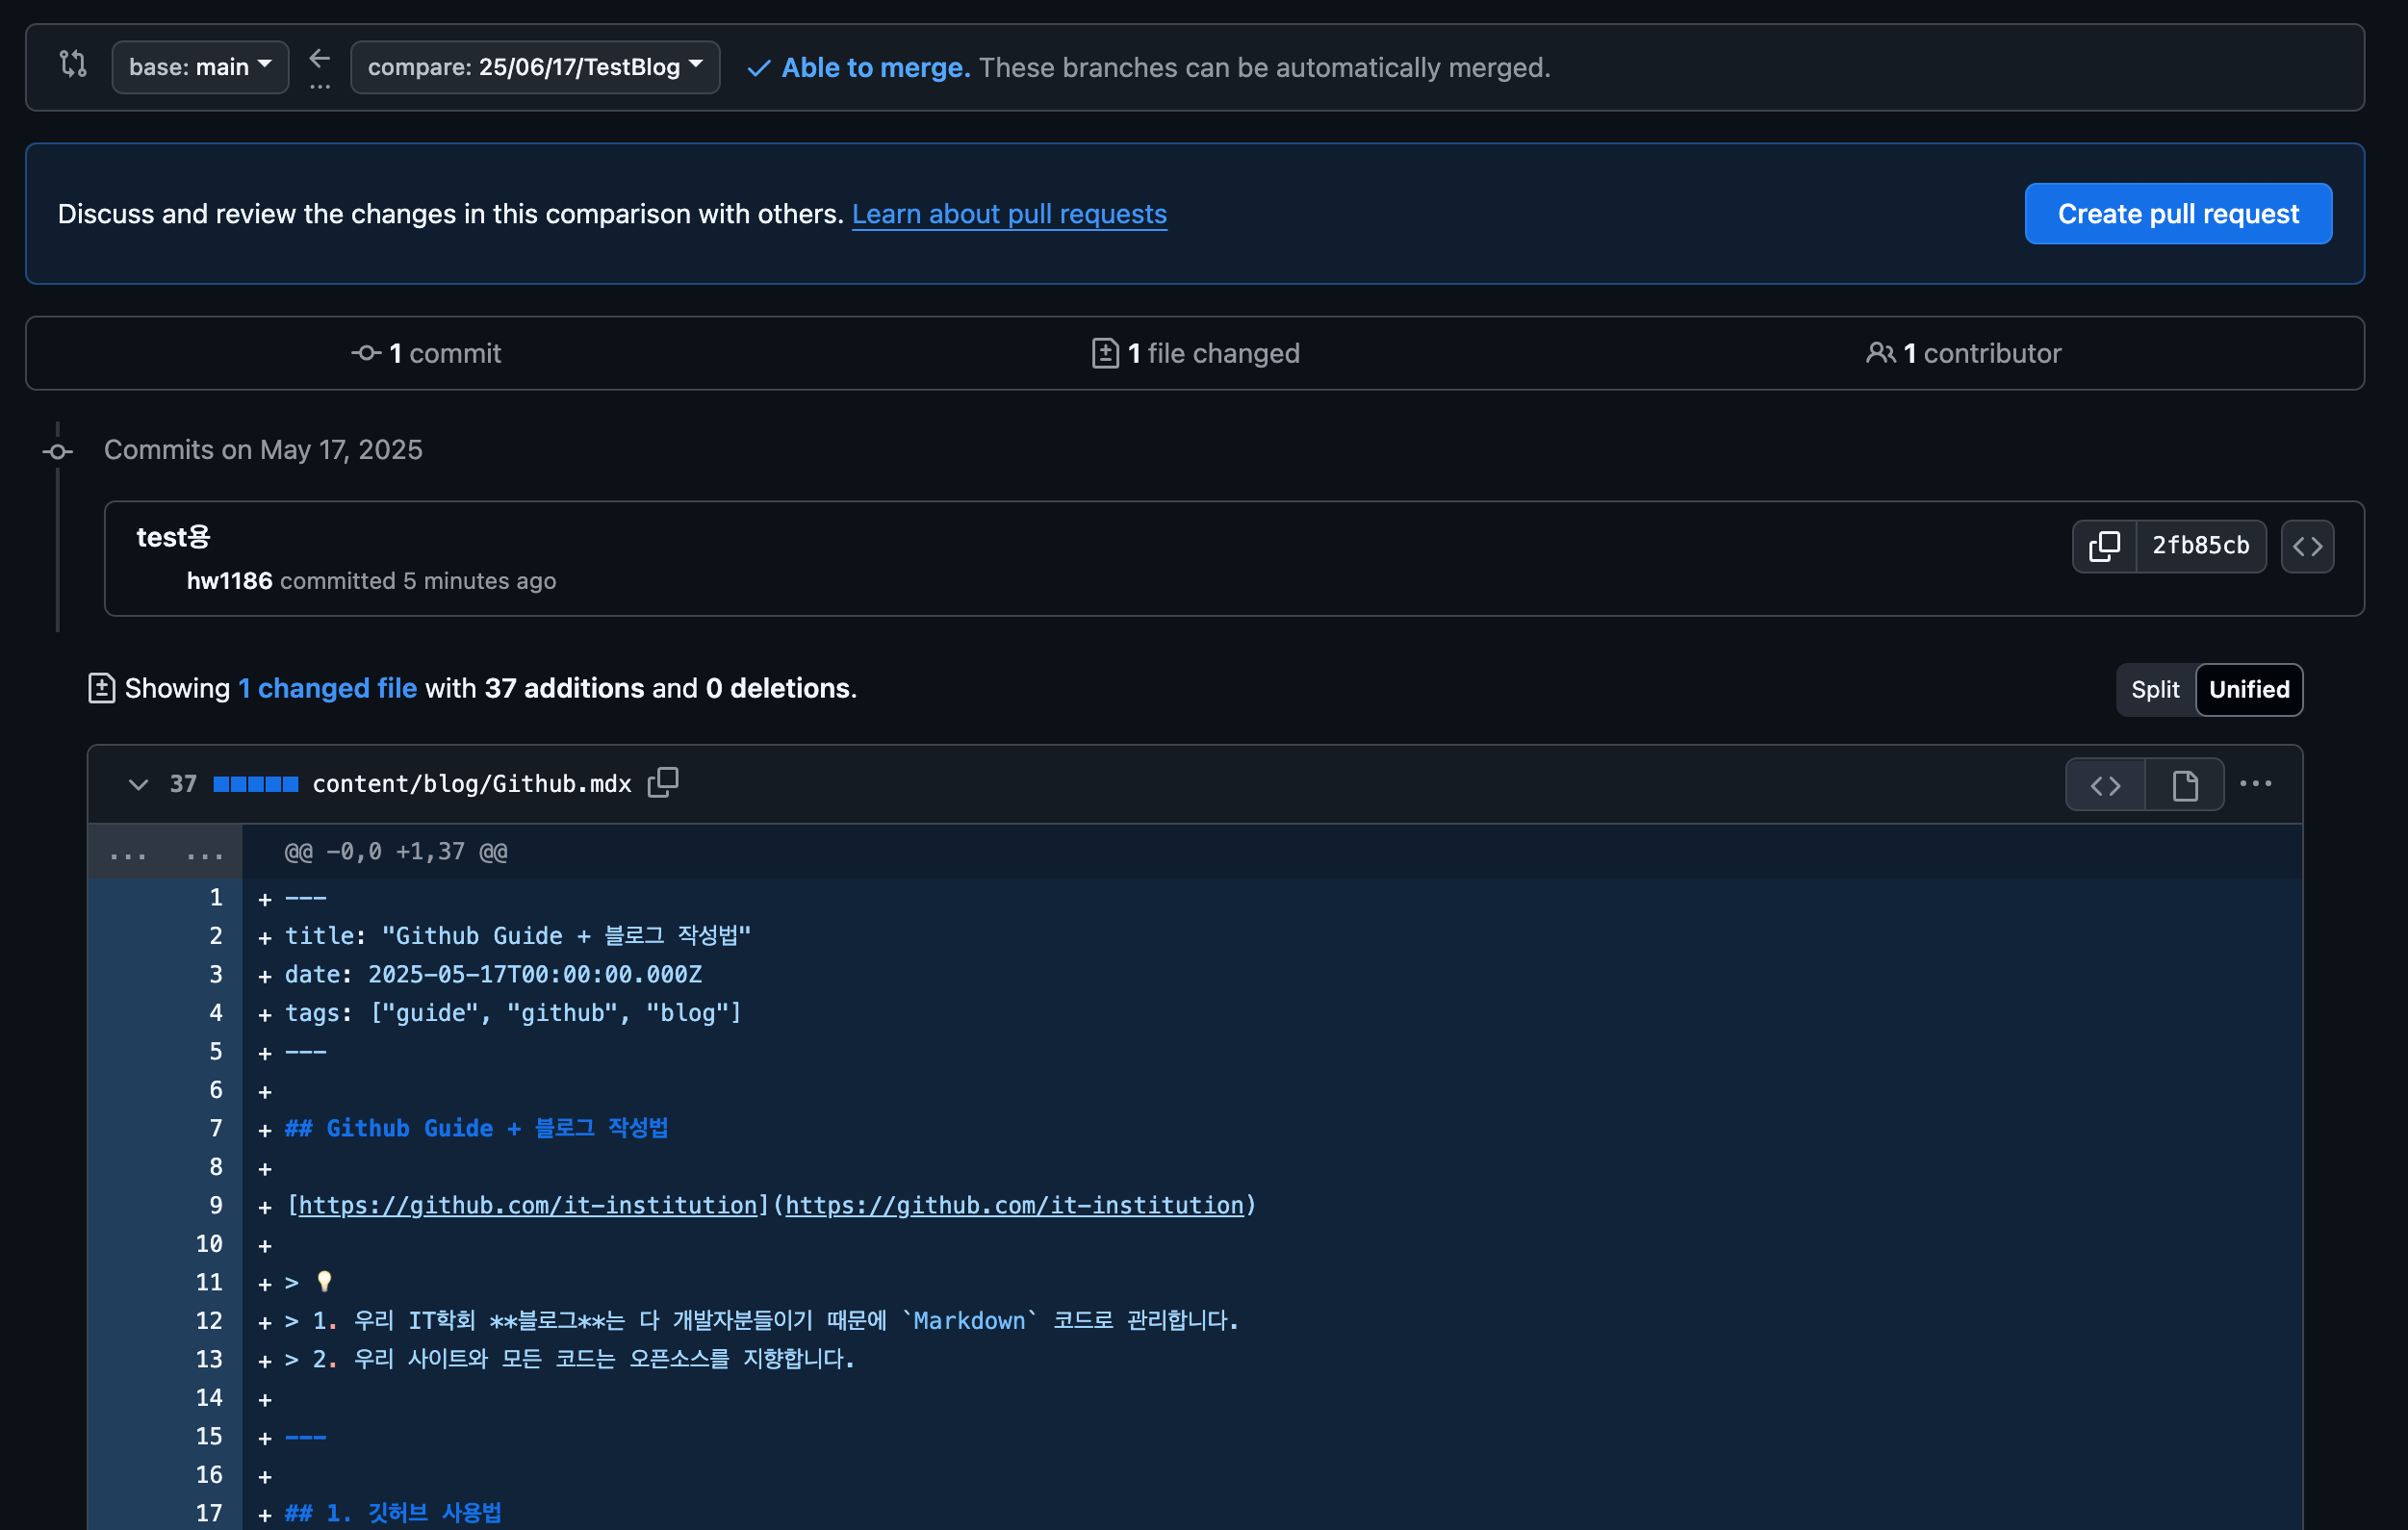 base: main ← ... compare: 25/06/17/TestBlog ✓ Able to merge. These branches can be automatically merged.
Discuss and review the changes in this comparison with others. Learn about pull requests Create pull request
1 commit 1 file changed 1 contributor
Commits on May 17, 2025
test용
2fb85cb
hw1186 committed 5 minutes ago
Showing 1 changed file with 37 additions and 0 deletions.
Split Unified
37 content/blog/Github.mdx
... ... @@ -0,0 +1,37 @@
1 + ---
2 + title: "Github Guide + 블로그 작성법"
3 + date: 2025-05-17T00:00:00.000Z
4 + tags: ["guide", "github", "blog"]
5 + ---
6 +
7 + ## Github Guide + 블로그 작성법
8 +
9 + [https://github.com/it-institution](https://github.com/it-institution)
10 +
11 + > 💡
12 + > 1. 우리 IT학회 **블로그**는 다 개발자분들이기 때문에 `Markdown` 코드로 관리합니다.
13 + > 2. 우리 사이트와 모든 코드는 오픈소스를 지향합니다.
14 +
15 + ---
16 +
17 + ## 1. 깃허브 사용법